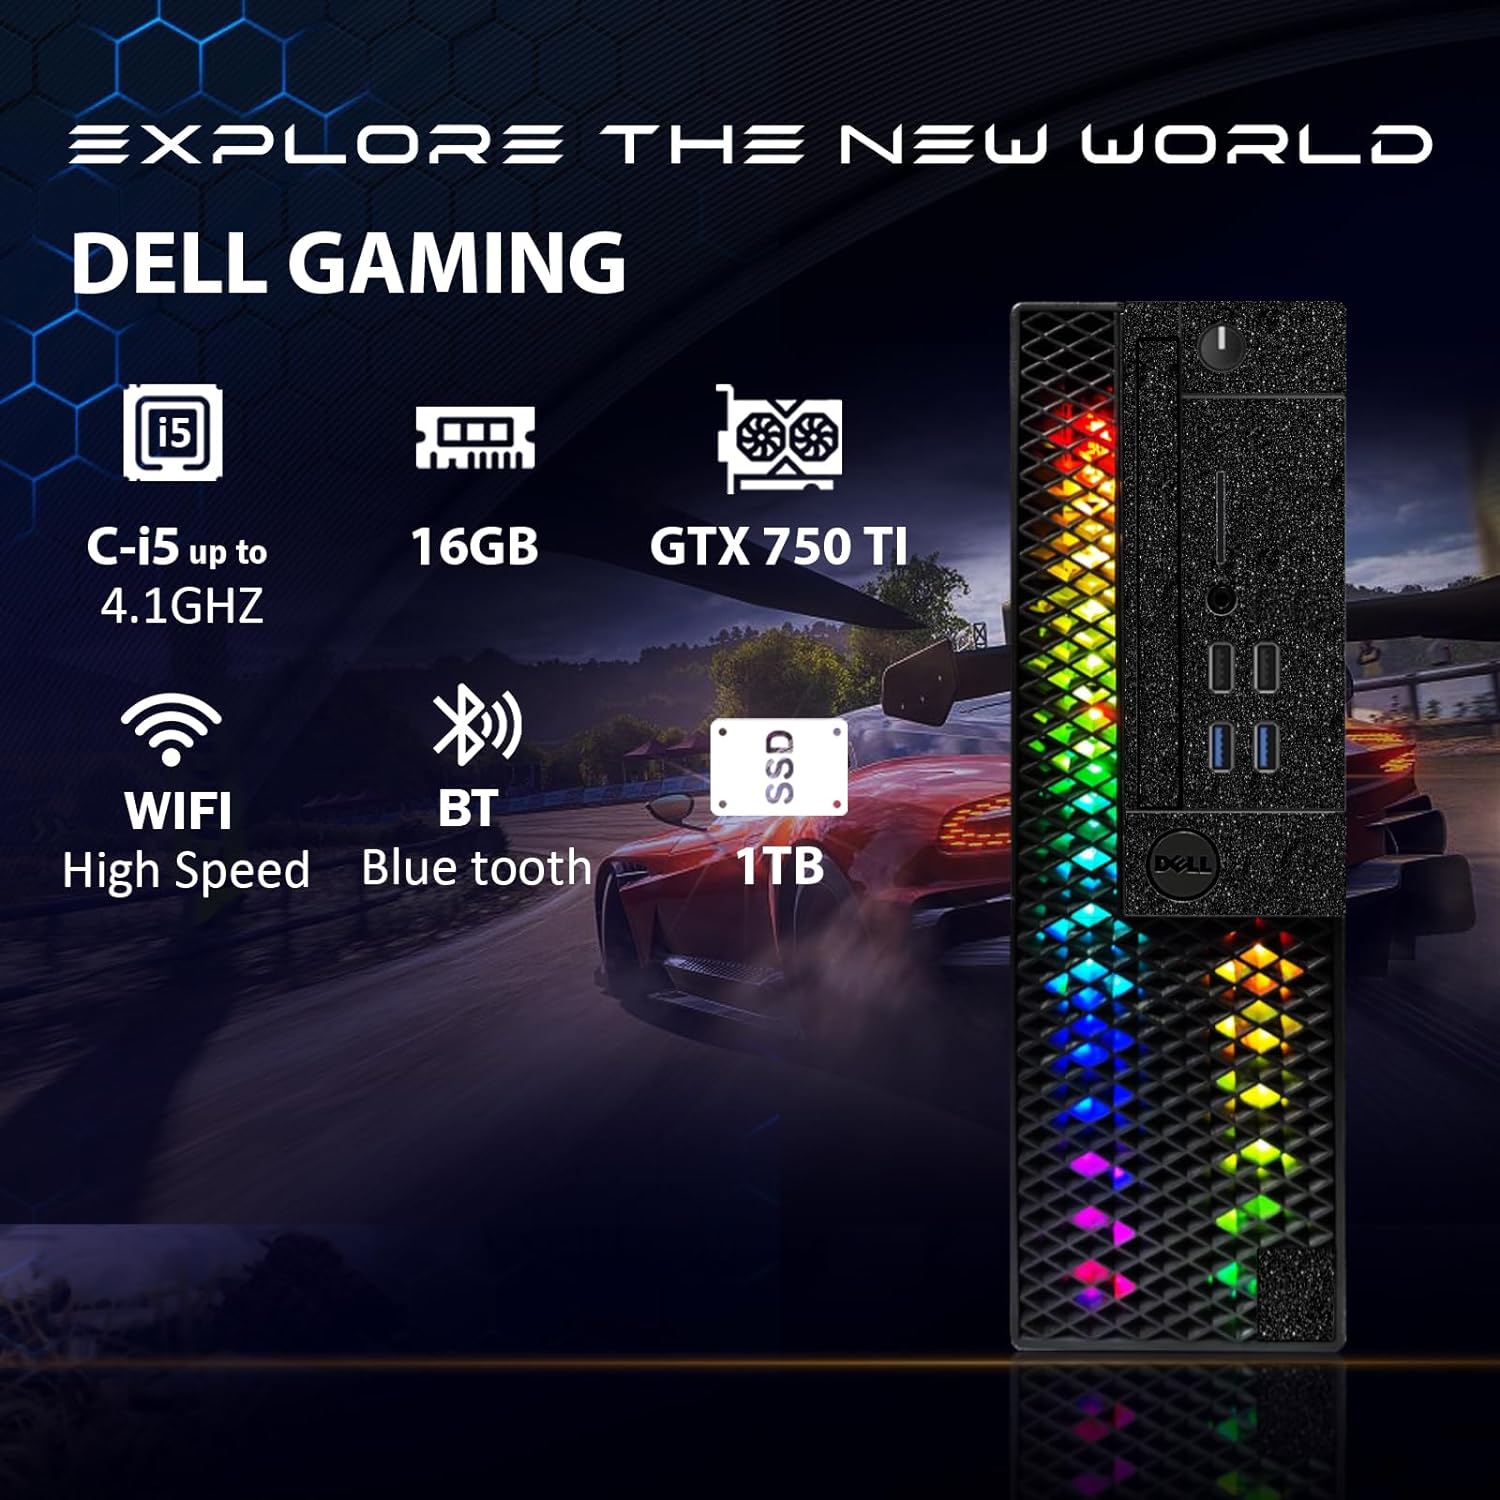 EXPLORE THE NEW WORLD
DELL GAMING
i5
C-i5 up to
4.1GHZ
16GB
GTX 750 TI
WIFI
High Speed
BT
Blue tooth
SSD
1TB
DELL